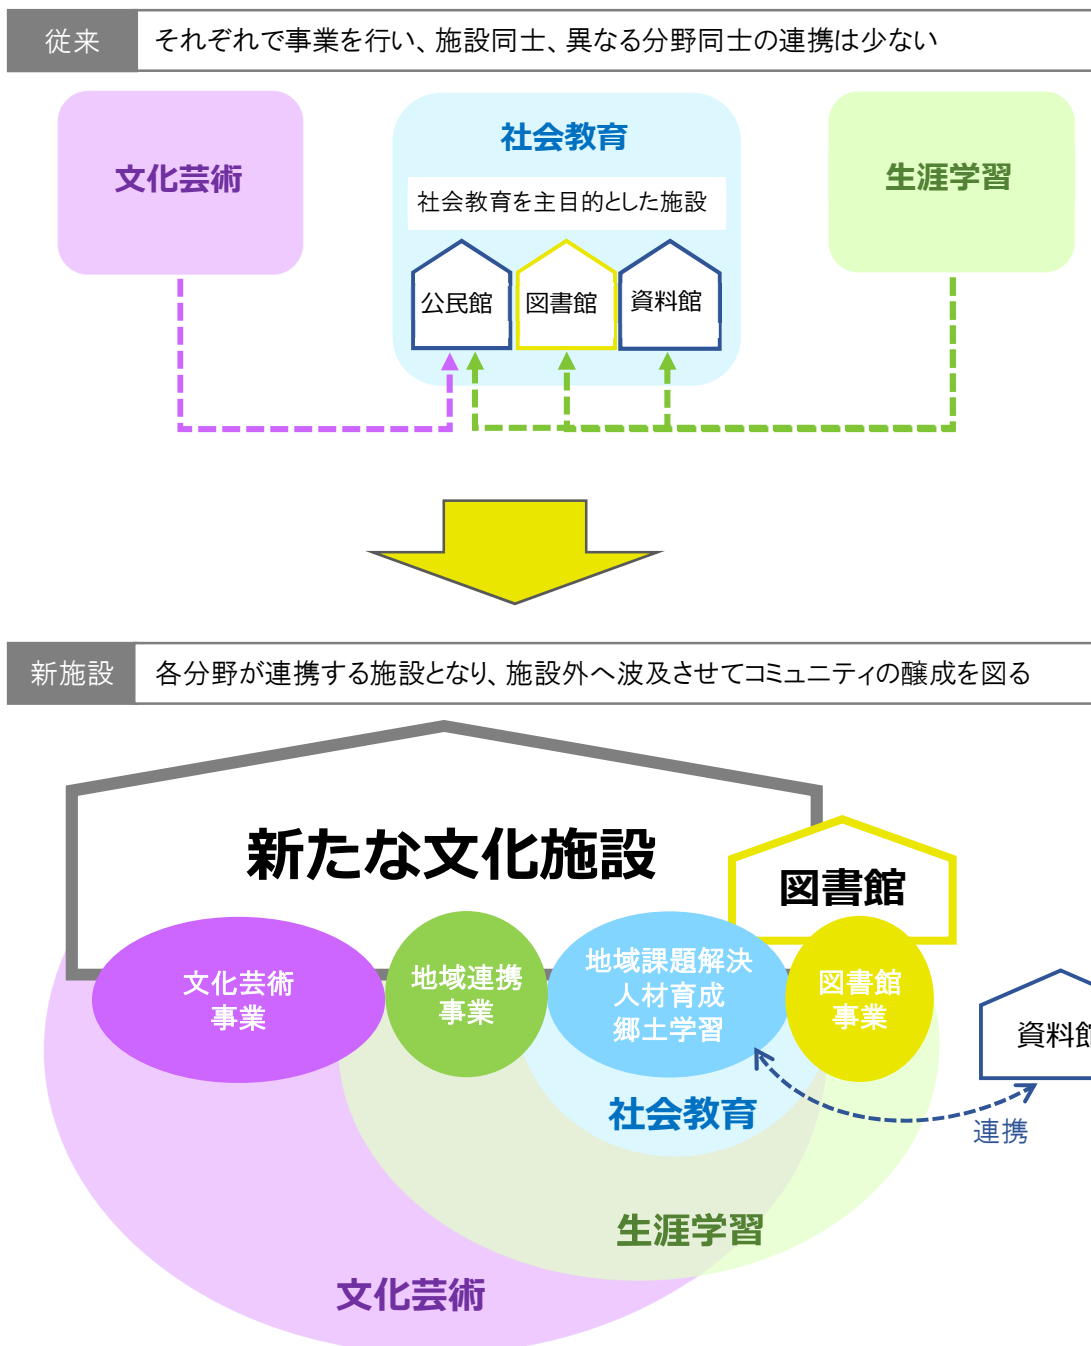 従来
それぞれで事業を行い、施設同士、異なる分野同士の連携は少ない
文化芸術
社会教育
生涯学習
社会教育を主目的とした施設
公民館
図書館
資料館
新施設
各分野が連携する施設となり、施設外へ波及させてコミュニティの醸成を図る
新たな文化施設
図書館
文化芸術
事業
地域連携
事業
地域課題解決
人材育成
郷土学習
図書館
事業
資料館
連携
社会教育
生涯学習
文化芸術